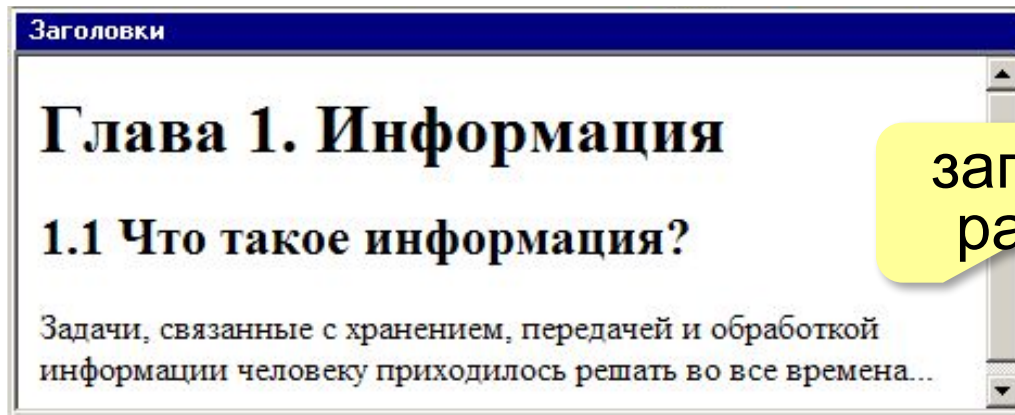 Заголовки
Глава 1. Информация
1.1 Что такое информация?
Задачи, связанные с хранением, передачей и обработкой
информации человеку приходилось решать во все времена...